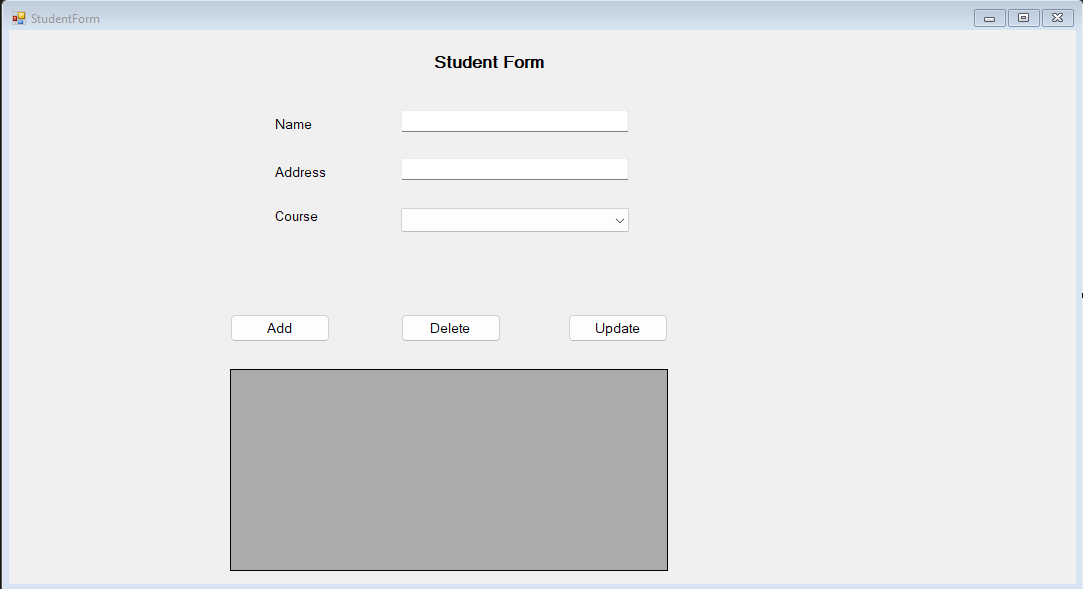 StudentForm
Student Form
Name
Address
Course
Add Delete Update